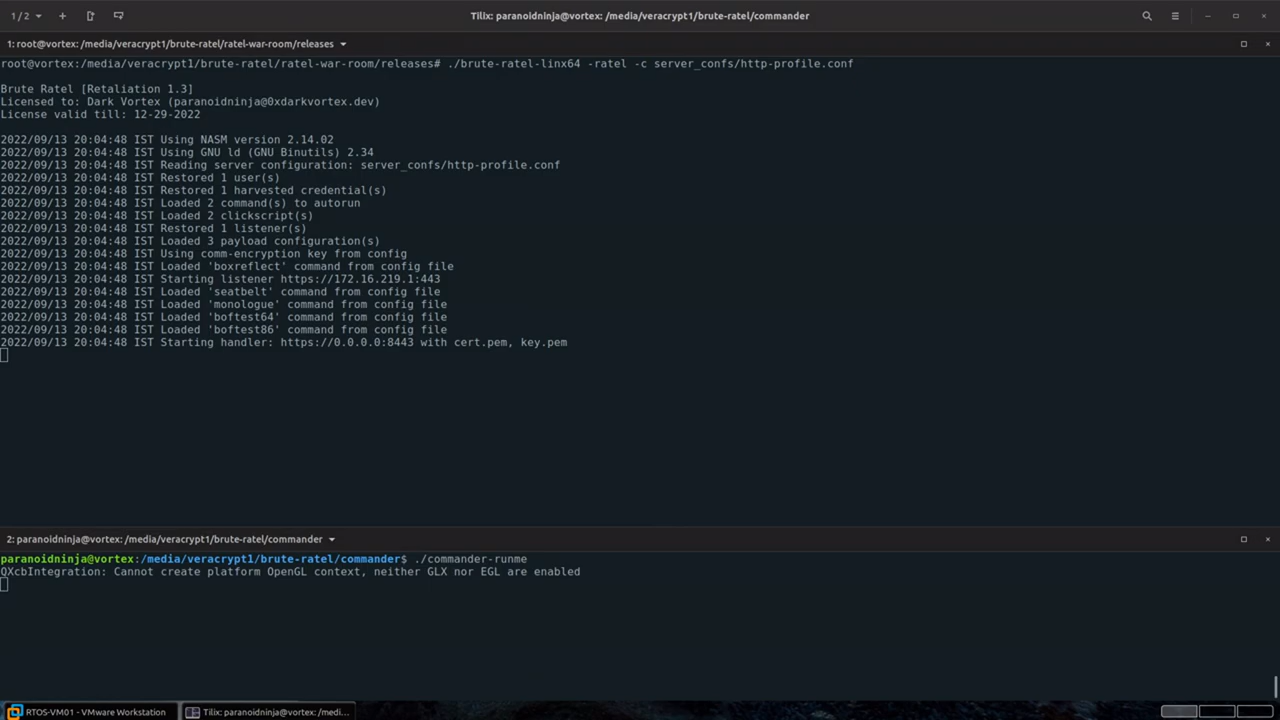 1 / 2
Tilix: paranoidninja@vortex: /media/veracrypt1/brute-ratel/commander
1: root@vortex: /media/veracrypt1/brute-ratel/ratel-war-room/releases
root@vortex:/media/veracrypt1/brute-ratel/ratel-war-room/releases# ./brute-ratel-linx64 -ratel -c server_confs/http-profile.conf
Brute Ratel [Retaliation 1.3]
Licensed to: Dark Vortex (paranoidninja@0xdarkvortex.dev)
License valid till: 12-29-2022
2022/09/13 20:04:48 IST Using NASM version 2.14.02
2022/09/13 20:04:48 IST Using GNU ld (GNU Binutils) 2.34
2022/09/13 20:04:48 IST Reading server configuration: server_confs/http-profile.conf
2022/09/13 20:04:48 IST Restored 1 user(s)
2022/09/13 20:04:48 IST Restored 1 harvested credential(s)
2022/09/13 20:04:48 IST Loaded 2 command(s) to autorun
2022/09/13 20:04:48 IST Loaded 2 clickscript(s)
2022/09/13 20:04:48 IST Restored 1 listener(s)
2022/09/13 20:04:48 IST Loaded 3 payload configuration(s)
2022/09/13 20:04:48 IST Using comm-encryption key from config
2022/09/13 20:04:48 IST Loaded 'boxreflect' command from config file
2022/09/13 20:04:48 IST Starting listener https://172.16.219.1:443
2022/09/13 20:04:48 IST Loaded 'seatbelt' command from config file
2022/09/13 20:04:48 IST Loaded 'monologue' command from config file
2022/09/13 20:04:48 IST Loaded 'boftest64' command from config file
2022/09/13 20:04:48 IST Loaded 'boftest86' command from config file
2022/09/13 20:04:48 IST Starting handler: https://0.0.0.0:8443 with cert.pem, key.pem
2: paranoidninja@vortex: /media/veracrypt1/brute-ratel/commander
paranoidninja@vortex:/media/veracrypt1/brute-ratel/commander$ ./commander-runme
QXcbIntegration: Cannot create platform OpenGL context, neither GLX nor EGL are enabled
RTOS-VM01 - VMware Workstation
Tilix: paranoidninja@vortex: /medi...